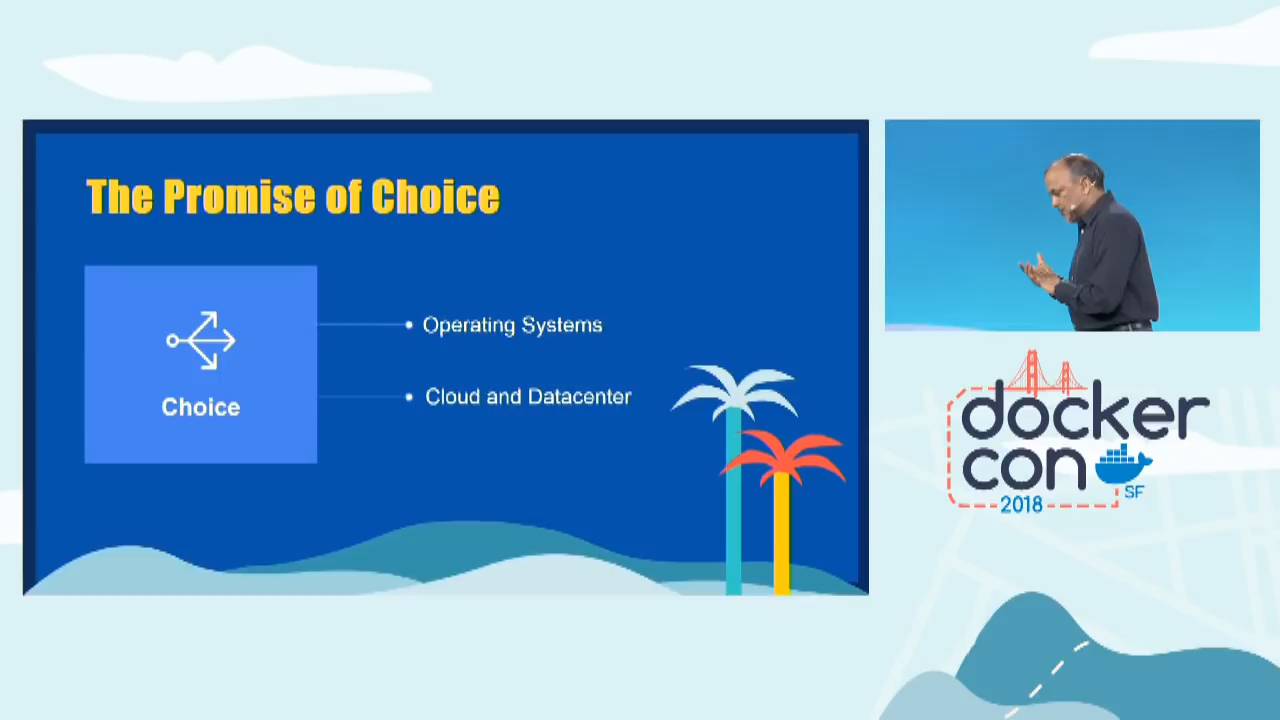 The Promise of Choice
Choice
Operating Systems
Cloud and Datacenter
docker
con
SF
2018